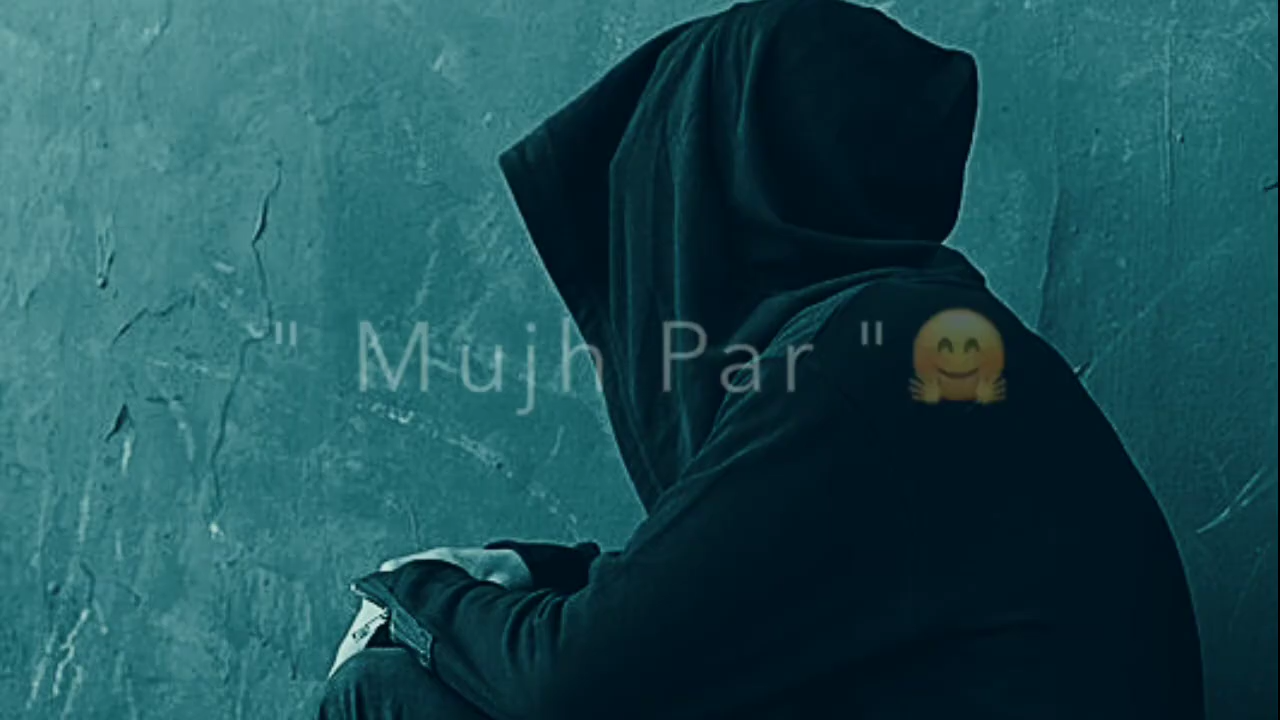 " Mujh Par " 🤗